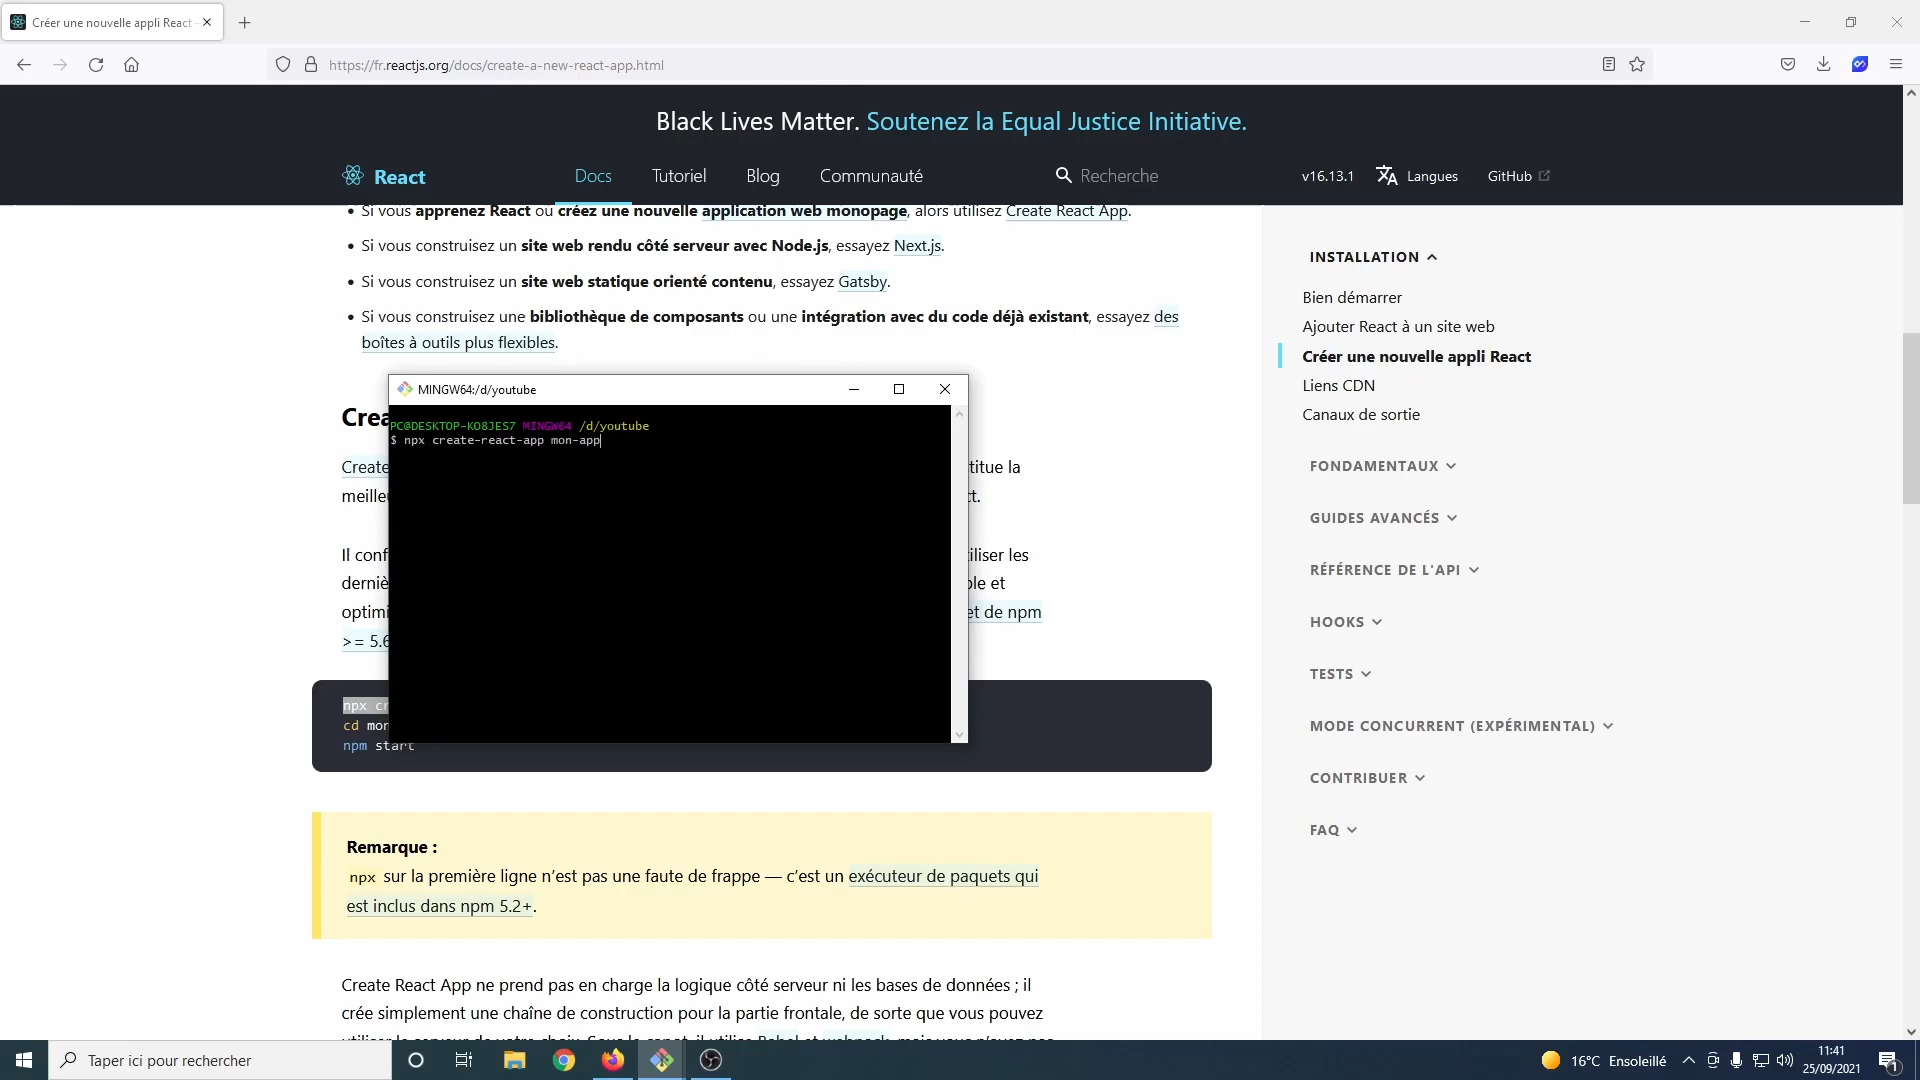 Créer une nouvelle appli React
https://fr.reactjs.org/docs/create-a-new-react-app.html
Black Lives Matter. Soutenez la Equal Justice Initiative.
React
Docs
Tutoriel
Blog
Communauté
Recherche
v16.13.1
Langues
GitHub
• Si vous apprenez React ou créez une nouvelle application web monopage, alors utilisez Create React App.
• Si vous construisez un site web rendu côté serveur avec Node.js, essayez Next.js.
• Si vous construisez un site web statique orienté contenu, essayez Gatsby.
• Si vous construisez une bibliothèque de composants ou une intégration avec du code déjà existant, essayez des
boîtes à outils plus flexibles.
MINGW64:/d/youtube
PC@DESKTOP-KO8JES7 MINGW64 /d/youtube
$ npx create-react-app mon-app
Crea
Create
titue la
meille
ct.
Il conf
iliser les
derniè
ble et
optimi
et de npm
>= 5.6
npx cr
cd mon
npm start
Remarque :
npx sur la première ligne n’est pas une faute de frappe — c’est un exécuteur de paquets qui
est inclus dans npm 5.2+.
Create React App ne prend pas en charge la logique côté serveur ni les bases de données ; il
crée simplement une chaîne de construction pour la partie frontale, de sorte que vous pouvez
INSTALLATION
Bien démarrer
Ajouter React à un site web
Créer une nouvelle appli React
Liens CDN
Canaux de sortie
FONDAMENTAUX
GUIDES AVANCÉS
RÉFÉRENCE DE L'API
HOOKS
TESTS
MODE CONCURRENT (EXPÉRIMENTAL)
CONTRIBUER
FAQ
Taper ici pour rechercher
16°C Ensoleillé
11:41
25/09/2021
1